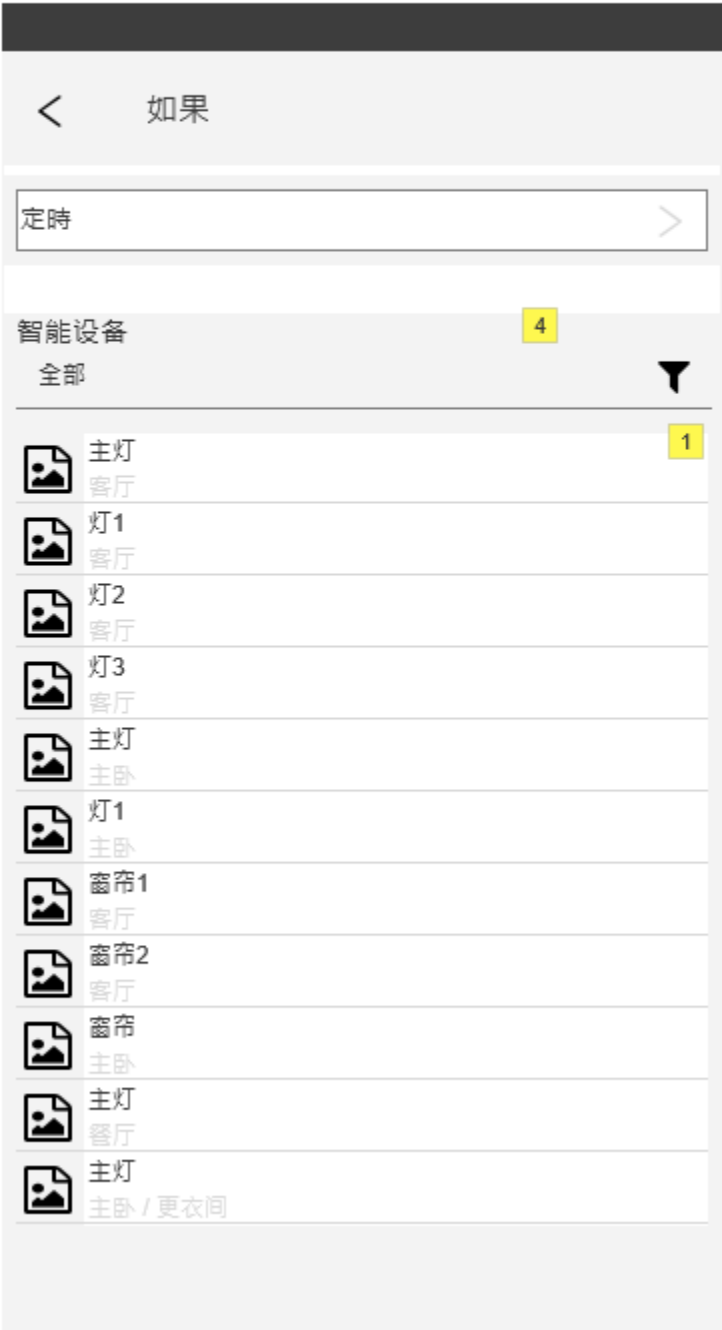 如果
定時
智能设备
4
全部
1
主灯
客厅
灯1
客厅
灯2
客厅
灯3
客厅
主灯
主卧
灯1
主卧
窗帘1
客厅
窗帘2
客厅
窗帘
主卧
主灯
餐厅
主灯
主卧 / 更衣间